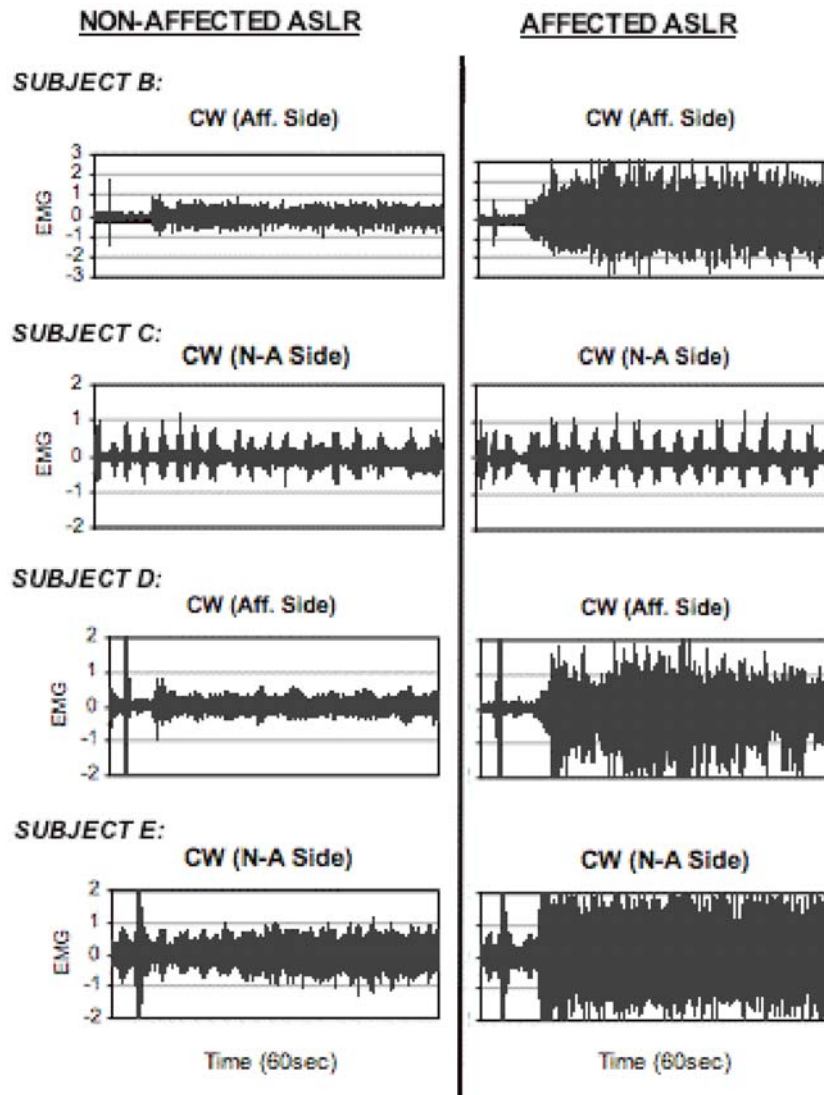 NON-AFFECTED ASLR
AFFECTED ASLR
SUBJECT B:
CW (Aff. Side)
CW (Aff. Side)
EMG
3
2
1
0
-1
-2
-3
SUBJECT C:
CW (N-A Side)
CW (N-A Side)
EMG
2
1
0
-1
-2
SUBJECT D:
CW (Aff. Side)
CW (Aff. Side)
EMG
2
1
0
-1
-2
SUBJECT E:
CW (N-A Side)
CW (N-A Side)
EMG
2
1
0
-1
-2
Time (60sec)
Time (60sec)